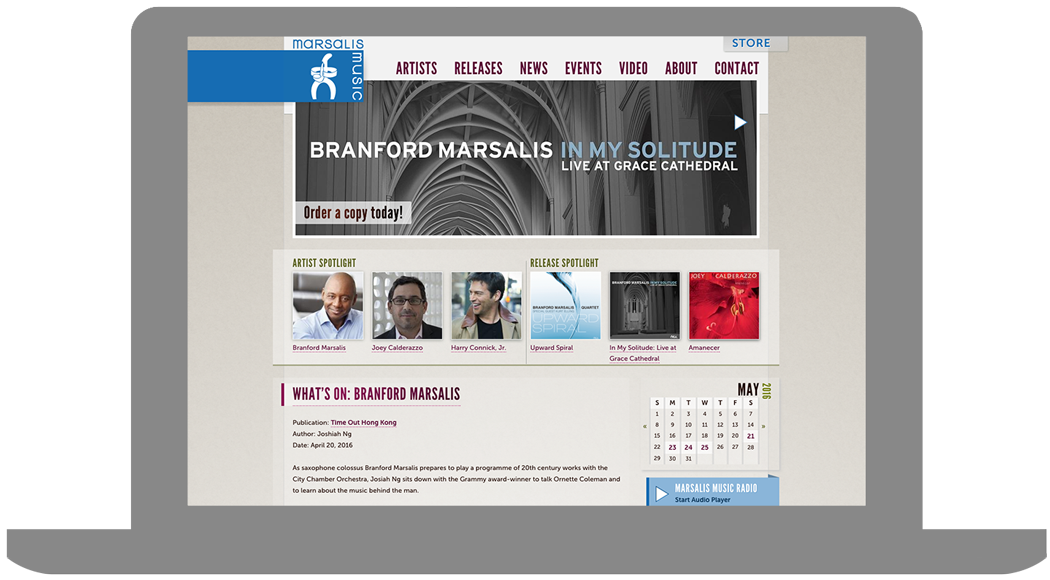 marsalis
music
STORE
ARTISTS RELEASES NEWS EVENTS VIDEO ABOUT CONTACT
BRANFORD MARSALIS IN MY SOLITUDE
LIVE AT GRACE CATHEDRAL
Order a copy today!
ARTIST SPOTLIGHT
RELEASE SPOTLIGHT
BRANFORD MARSALIS QUARTET
UPWARD
SPIRAL
BRANFORD MARSALIS IN MY SOLITUDE
JOEY CALDERAZZO
Branford Marsalis
Joey Calderazzo
Harry Connick, Jr.
Upward Spiral
In My Solitude: Live at
Grace Cathedral
Amanecer
WHAT'S ON: BRANFORD MARSALIS
Publication: Time Out Hong Kong
Author: Joshiah Ng
Date: April 20, 2016
As saxophone colossus Branford Marsalis prepares to play a programme of 20th century works with the
City Chamber Orchestra, Josiah Ng sits down with the Grammy award-winner to talk Ornette Coleman and
to learn about the music behind the man.
MAY 2016
S M T W T F S
1 2 3 4 5 6 7
« 8 9 10 11 12 13 14 »
15 16 17 18 19 20 21
22 23 24 25 26 27 28
29 30 31
MARSALIS MUSIC RADIO
Start Audio Player